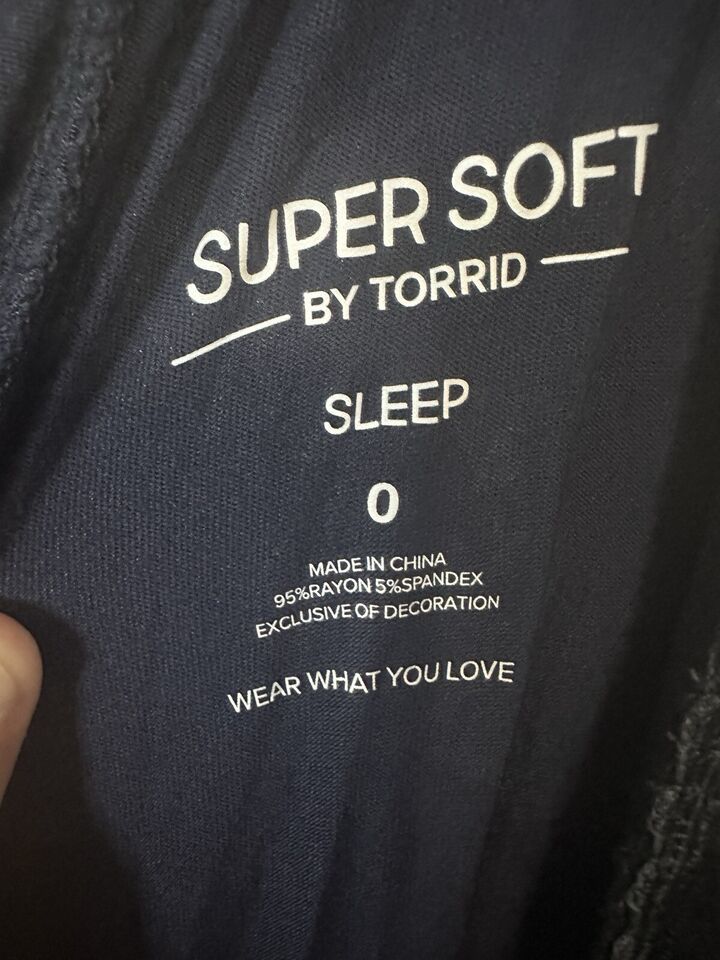 SUPER SOFT
BY TORRID
SLEEP
0
MADE IN CHINA
95%RAYON 5%SPANDEX
EXCLUSIVE OF DECORATION
WEAR WHAT YOU LOVE